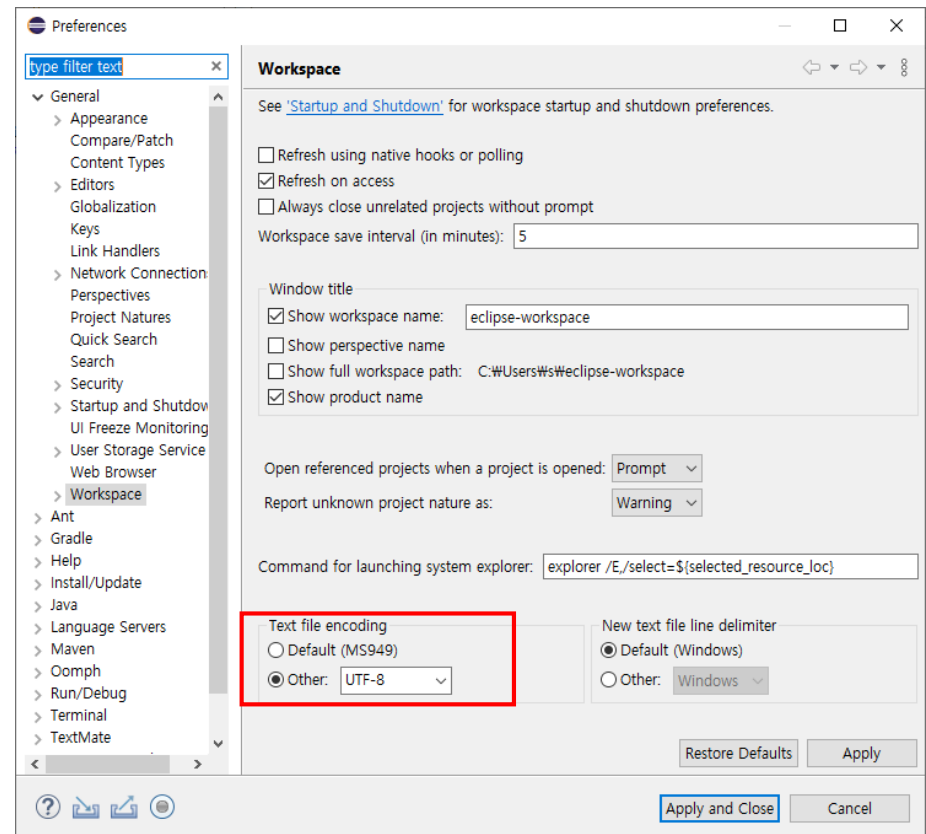 Preferences
type filter text
General
Appearance
Compare/Patch
Content Types
Editors
Globalization
Keys
Link Handlers
Network Connection
Perspectives
Project Natures
Quick Search
Search
Security
Startup and Shutdow
UI Freeze Monitoring
User Storage Service
Web Browser
Workspace
Ant
Gradle
Help
Install/Update
Java
Language Servers
Maven
Oomph
Run/Debug
Terminal
TextMate
Workspace
See 'Startup and Shutdown' for workspace startup and shutdown preferences.
Refresh using native hooks or polling
Refresh on access
Always close unrelated projects without prompt
Workspace save interval (in minutes): 5
Window title
Show workspace name: eclipse-workspace
Show perspective name
Show full workspace path: C:₩Users₩s₩eclipse-workspace
Show product name
Open referenced projects when a project is opened: Prompt
Report unknown project nature as: Warning
Command for launching system explorer: explorer /E,/select=${selected_resource_loc}
Text file encoding
Default (MS949)
Other: UTF-8
New text file line delimiter
Default (Windows)
Other: Windows
Restore Defaults Apply
Apply and Close Cancel